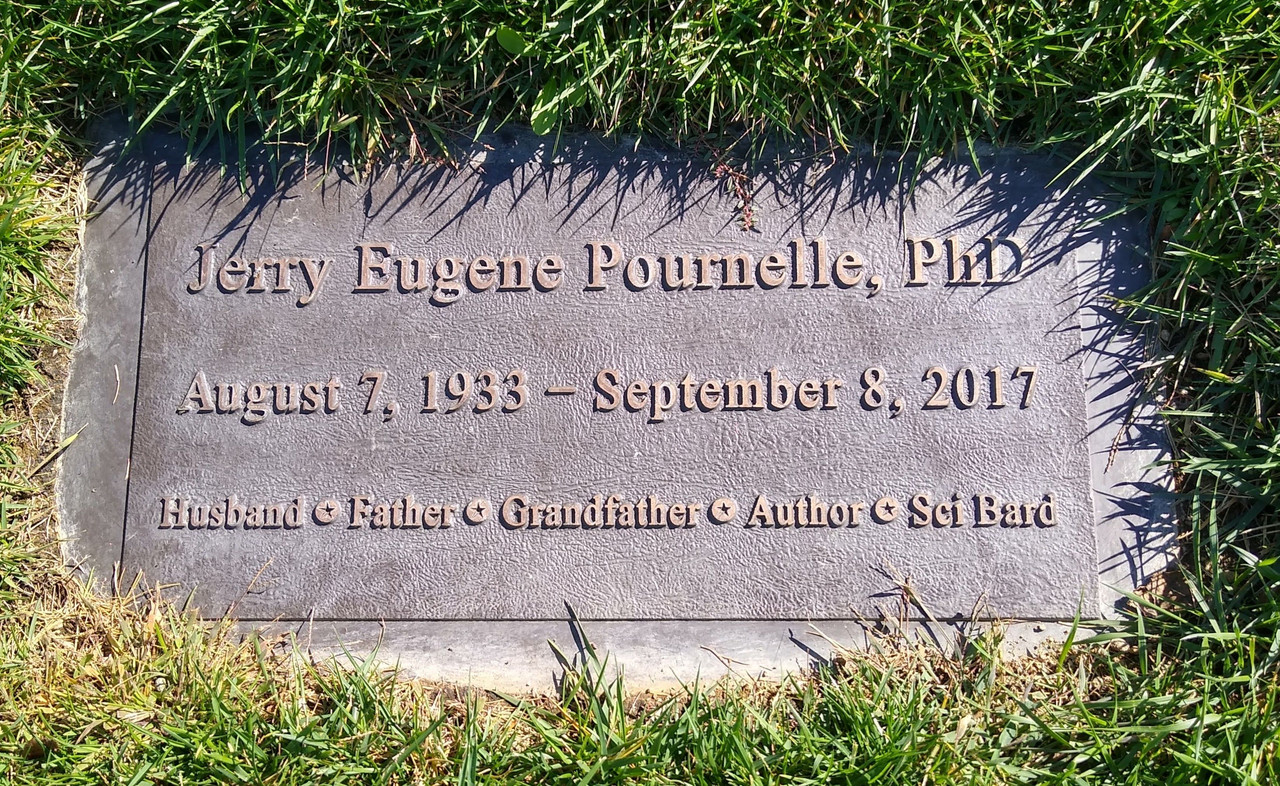 Jerry Eugene Pournelle, PhD
August 7, 1933 – September 8, 2017
Husband ✪ Father ✪ Grandfather ✪ Author ✪ Sci Bard